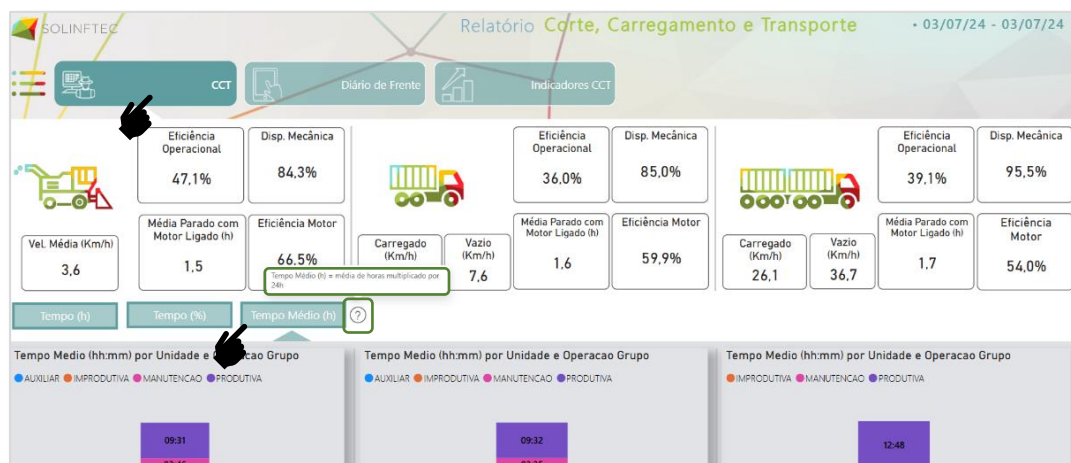 SOLINFTEC
Relatório Corte, Carregamento e Transporte
• 03/07/24 - 03/07/24
CCT
Diário de Frente
Indicadores CCT
Eficiência
Operacional
47,1%
Disp. Mecânica
84,3%
Vel. Média (Km/h)
3,6
Média Parado com
Motor Ligado (h)
1,5
Eficiência Motor
66,5%
Eficiência
Operacional
36,0%
Disp. Mecânica
85,0%
Carregado
(Km/h)
Vazio
(Km/h)
7,6
Média Parado com
Motor Ligado (h)
1,6
Eficiência Motor
59,9%
Eficiência
Operacional
39,1%
Disp. Mecânica
95,5%
Carregado
(Km/h)
26,1
Vazio
(Km/h)
36,7
Média Parado com
Motor Ligado (h)
1,7
Eficiência
Motor
54,0%
Tempo Médio (h) = média de horas multiplicado por
24h
Tempo (h)
Tempo (%)
Tempo Médio (h)
?
Tempo Medio (hh:mm) por Unidade e Operacao Grupo
AUXILIAR IMPRODUTIVA MANUTENCAO PRODUTIVA
09:31
Tempo Medio (hh:mm) por Unidade e Operacao Grupo
AUXILIAR IMPRODUTIVA MANUTENCAO PRODUTIVA
09:32
Tempo Medio (hh:mm) por Unidade e Operacao Grupo
IMPRODUTIVA MANUTENCAO PRODUTIVA
12:48